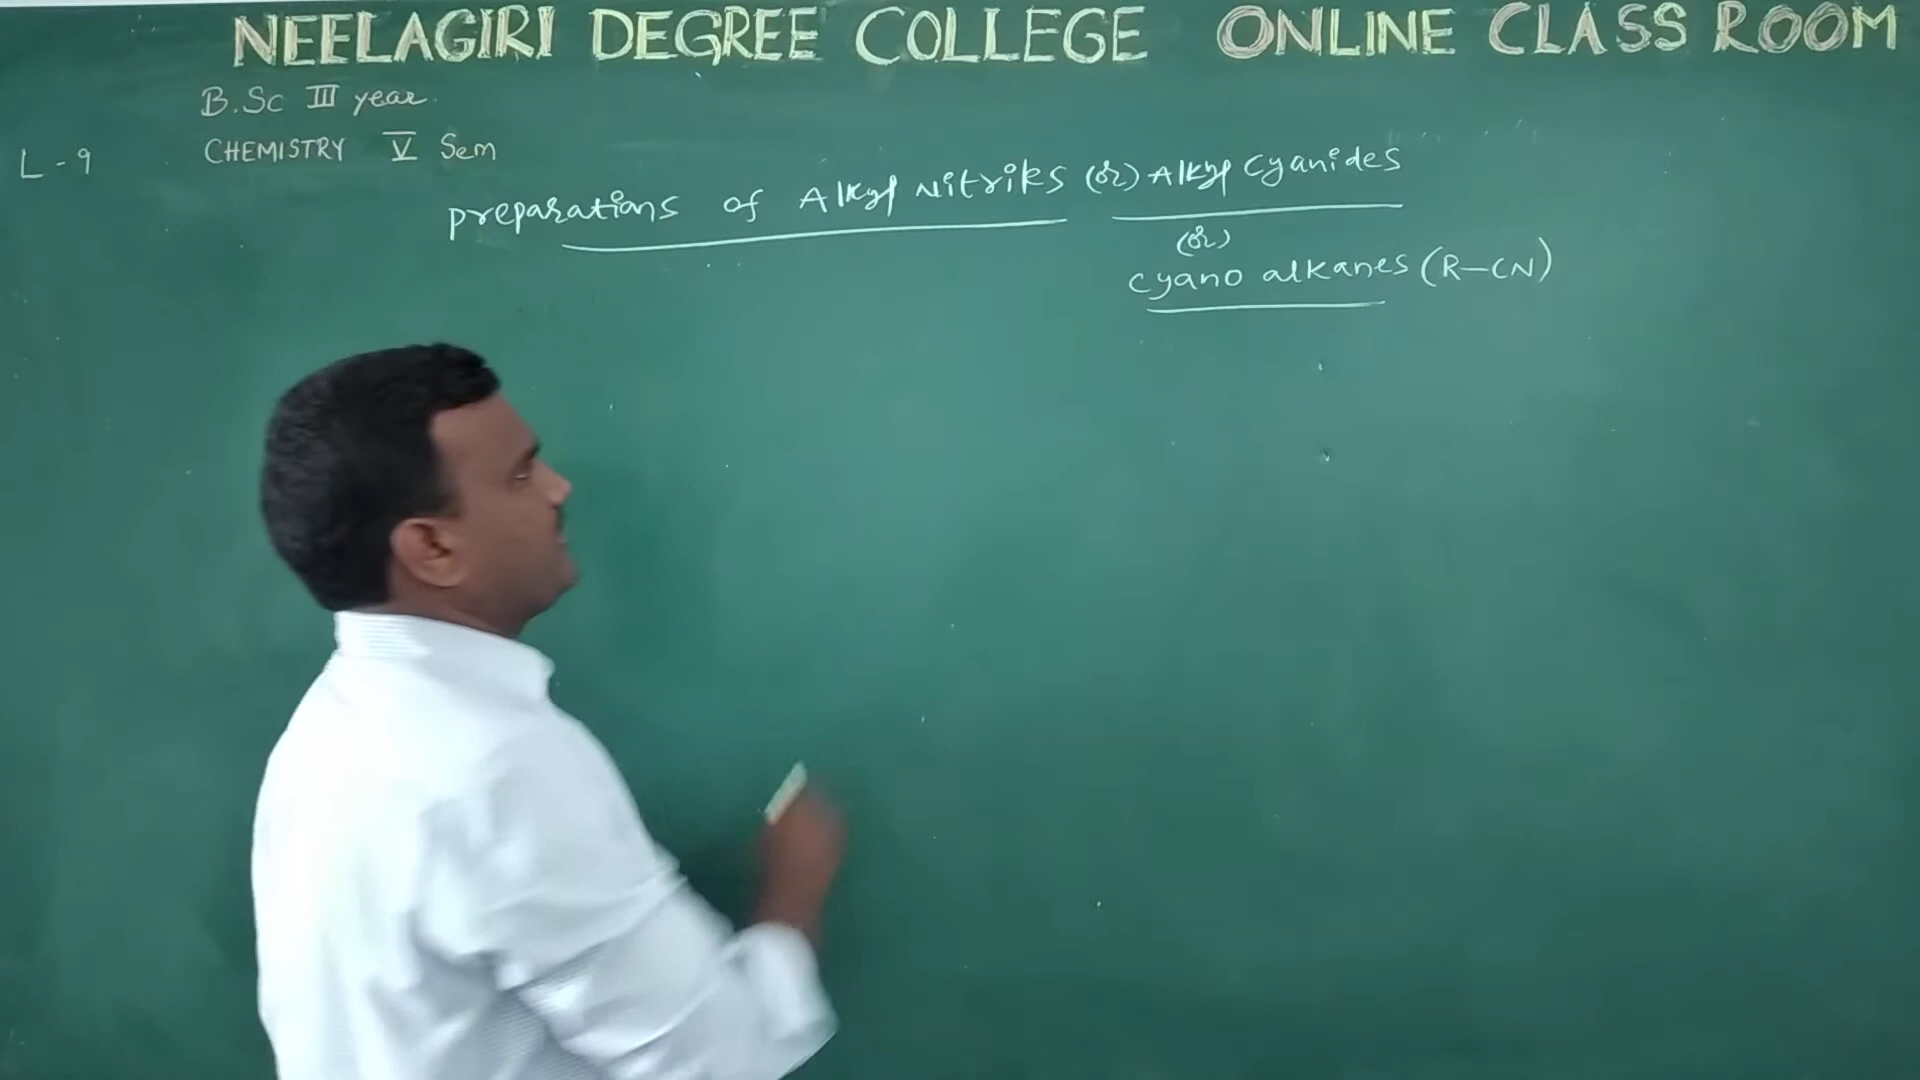 NEELAGIRI DEGREE COLLEGE ONLINE CLASS ROOM
B.Sc III year.
CHEMISTRY V Sem
L-9
preparations of Alkyl Nitriles (or) Alkyl cyanides
(or)
cyano alkanes (R-CN)